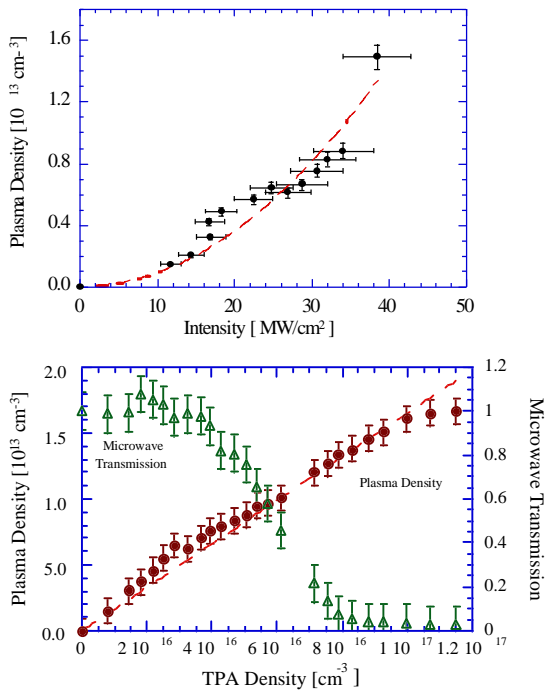 Plasma Density [10 13 cm-3]
1.6
1.2
0.8
0.4
0.0
0 10 20 30 40 50
Intensity [ MW/cm2 ]
Plasma Density [1013 cm-3]
2.0
1.5
1.0
5.0
0.0
Microwave
Transmission
Plasma Density
1.2
1
0.8
0.6
0.4
0.2
0
Microwave Transmission
0 2 10 16 4 10 16 6 10 16 8 10 16 1 10 17 1.2 10 17
TPA Density [cm-3]